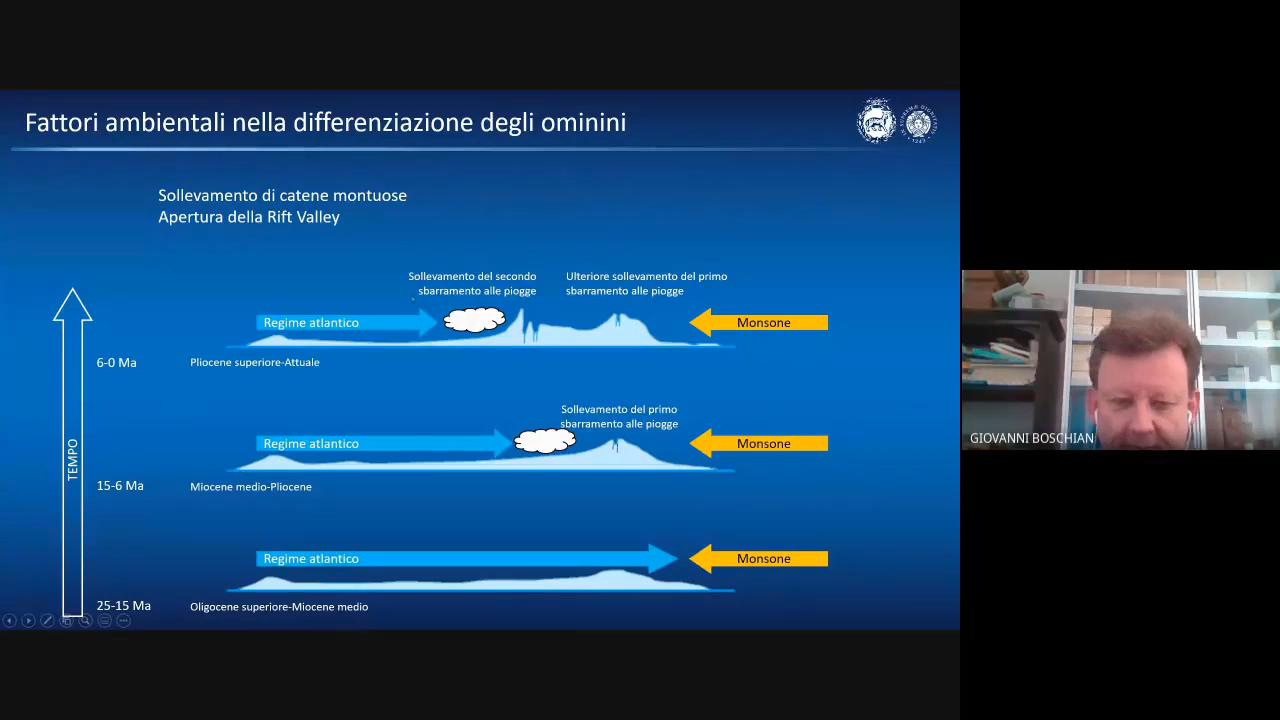 Fattori ambientali nella differenziazione degli ominini
Sollevamento di catene montuose
Apertura della Rift Valley
Sollevamento del secondo
sbarramento alle piogge
Ulteriore sollevamento del primo
sbarramento alle piogge
Regime atlantico
Monsone
6-0 Ma
Pliocene superiore-Attuale
Sollevamento del primo
sbarramento alle piogge
Regime atlantico
Monsone
TEMPO
15-6 Ma
Miocene medio-Pliocene
Regime atlantico
Monsone
25-15 Ma
Oligocene superiore-Miocene medio
GIOVANNI BOSCHIAN